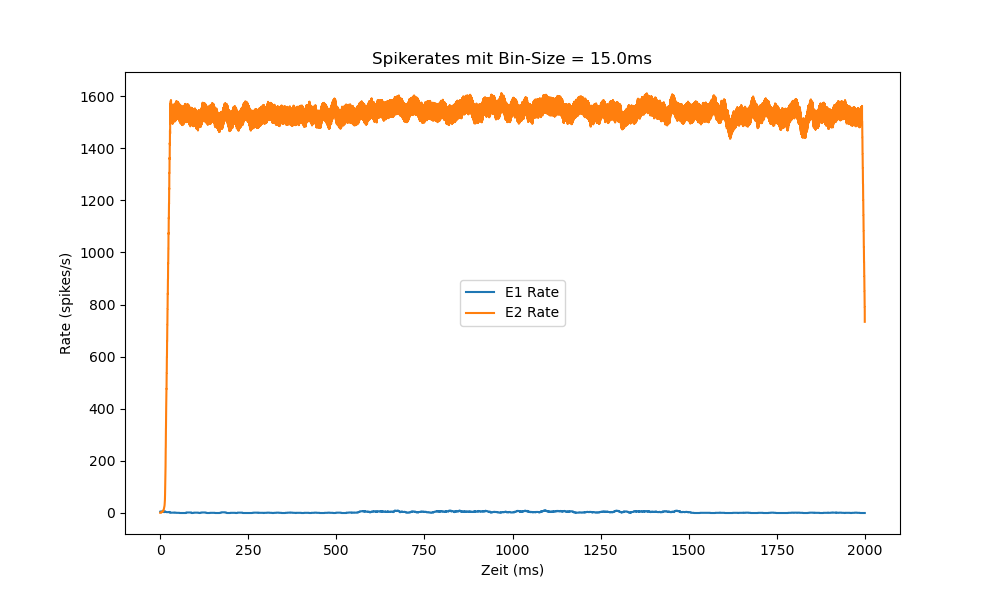 Spikerates mit Bin-Size = 15.0ms
1600
1400
1200
1000
800
600
400
200
0
Rate (spikes/s)
E1 Rate
E2 Rate
0 250 500 750 1000 1250 1500 1750 2000
Zeit (ms)